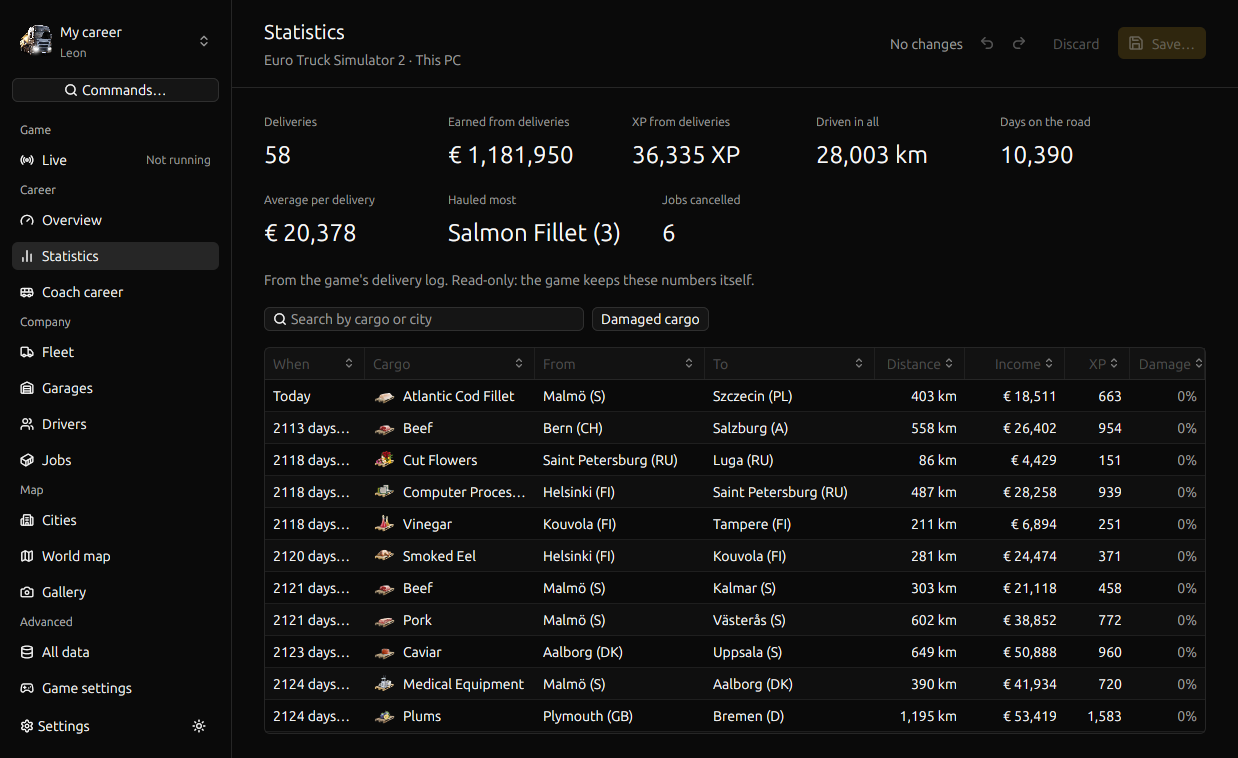 My career
Leon
Commands…
Game
Live Not running
Career
Overview
Statistics
Coach career
Company
Fleet
Garages
Drivers
Jobs
Map
Cities
World map
Gallery
Advanced
All data
Game settings
Settings
Statistics
Euro Truck Simulator 2 · This PC
No changes Discard Save…
Deliveries Earned from deliveries XP from deliveries Driven in all Days on the road
58 € 1,181,950 36,335 XP 28,003 km 10,390
Average per delivery Hauled most Jobs cancelled
€ 20,378 Salmon Fillet (3) 6
From the game's delivery log. Read-only: the game keeps these numbers itself.
Search by cargo or city Damaged cargo
When Cargo From To Distance Income XP Damage
Today Atlantic Cod Fillet Malmö (S) Szczecin (PL) 403 km € 18,511 663 0%
2113 days… Beef Bern (CH) Salzburg (A) 558 km € 26,402 954 0%
2118 days… Cut Flowers Saint Petersburg (RU) Luga (RU) 86 km € 4,429 151 0%
2118 days… Computer Proces… Helsinki (FI) Saint Petersburg (RU) 487 km € 28,258 939 0%
2118 days… Vinegar Kouvola (FI) Tampere (FI) 211 km € 6,894 251 0%
2120 days… Smoked Eel Helsinki (FI) Kouvola (FI) 281 km € 24,474 371 0%
2121 days… Beef Malmö (S) Kalmar (S) 303 km € 21,118 458 0%
2121 days… Pork Malmö (S) Västerås (S) 602 km € 38,852 772 0%
2123 days… Caviar Aalborg (DK) Uppsala (S) 649 km € 50,888 960 0%
2124 days… Medical Equipment Malmö (S) Aalborg (DK) 390 km € 41,934 720 0%
2124 days… Plums Plymouth (GB) Bremen (D) 1,195 km € 53,419 1,583 0%